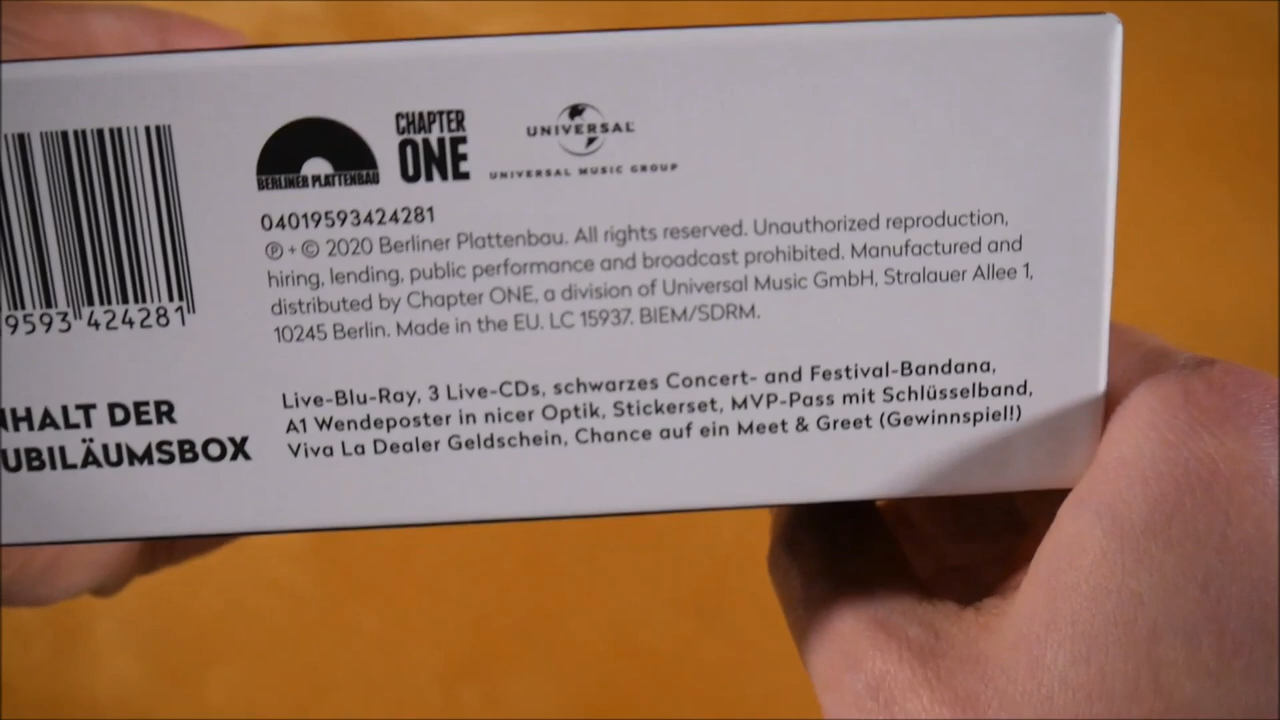 BERLINER PLATTENBAU
CHAPTER
ONE
UNIVERSAL
UNIVERSAL MUSIC GROUP
04019593424281
℗ + © 2020 Berliner Plattenbau. All rights reserved. Unauthorized reproduction,
hiring, lending, public performance and broadcast prohibited. Manufactured and
distributed by Chapter ONE, a division of Universal Music GmbH, Stralauer Allee 1,
10245 Berlin. Made in the EU. LC 15937. BIEM/SDRM.
9593 424281
NHALT DER
UBILÄUMSBOX
Live-Blu-Ray, 3 Live-CDs, schwarzes Concert- and Festival-Bandana,
A1 Wendeposter in nicer Optik, Stickerset, MVP-Pass mit Schlüsselband,
Viva La Dealer Geldschein, Chance auf ein Meet & Greet (Gewinnspiel!)